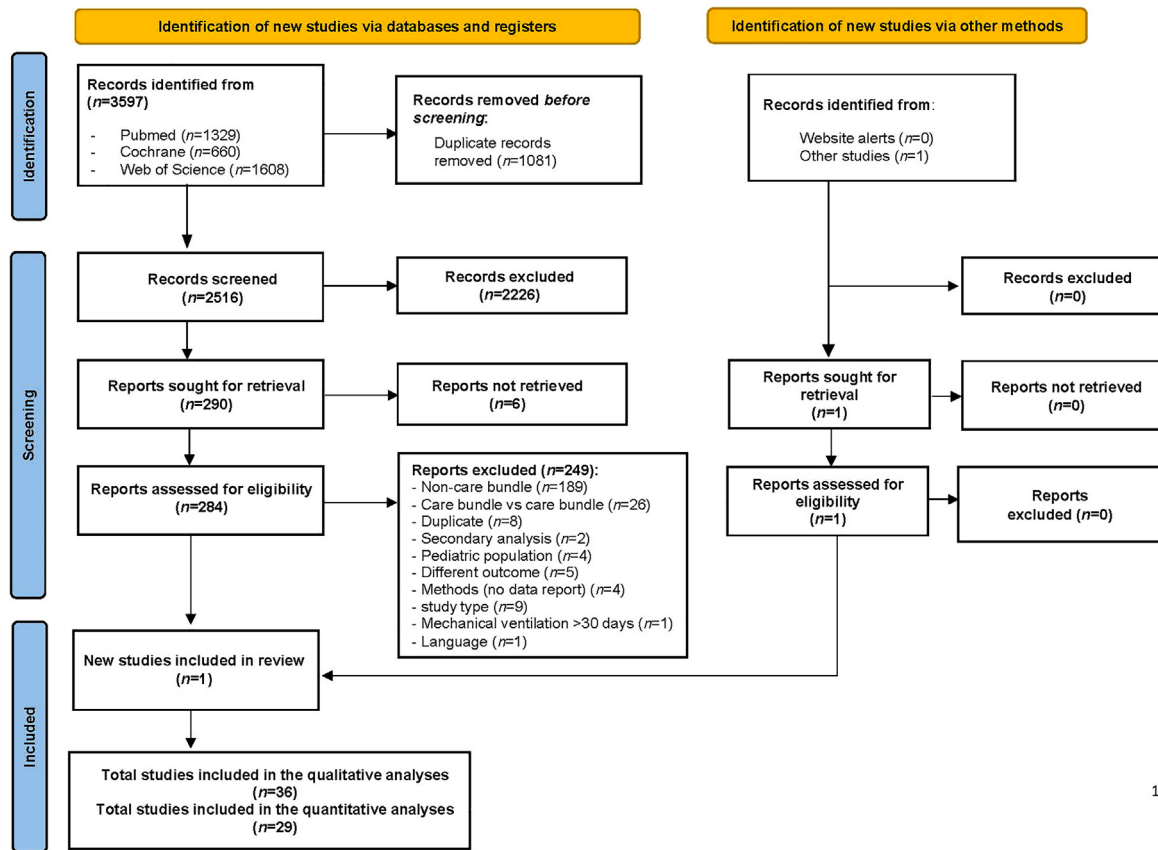 Identification of new studies via databases and registers
Identification of new studies via other methods
Identification
Records identified from
(n=3597)
- Pubmed (n=1329)
- Cochrane (n=660)
- Web of Science (n=1608)
Records removed before
screening:
Duplicate records
removed (n=1081)
Records identified from:
Website alerts (n=0)
Other studies (n=1)
Screening
Records screened
(n=2516)
Records excluded
(n=2226)
Records excluded
(n=0)
Reports sought for retrieval
(n=290)
Reports not retrieved
(n=6)
Reports sought for
retrieval
(n=1)
Reports not retrieved
(n=0)
Reports assessed for eligibility
(n=284)
Reports excluded (n=249):
- Non-care bundle (n=189)
- Care bundle vs care bundle (n=26)
- Duplicate (n=8)
- Secondary analysis (n=2)
- Pediatric population (n=4)
- Different outcome (n=5)
- Methods (no data report) (n=4)
- study type (n=9)
- Mechanical ventilation >30 days (n=1)
- Language (n=1)
Reports assessed for
eligibility
(n=1)
Reports
excluded (n=0)
Included
New studies included in review
(n=1)
Total studies included in the qualitative analyses
(n=36)
Total studies included in the quantitative analyses
(n=29)
1